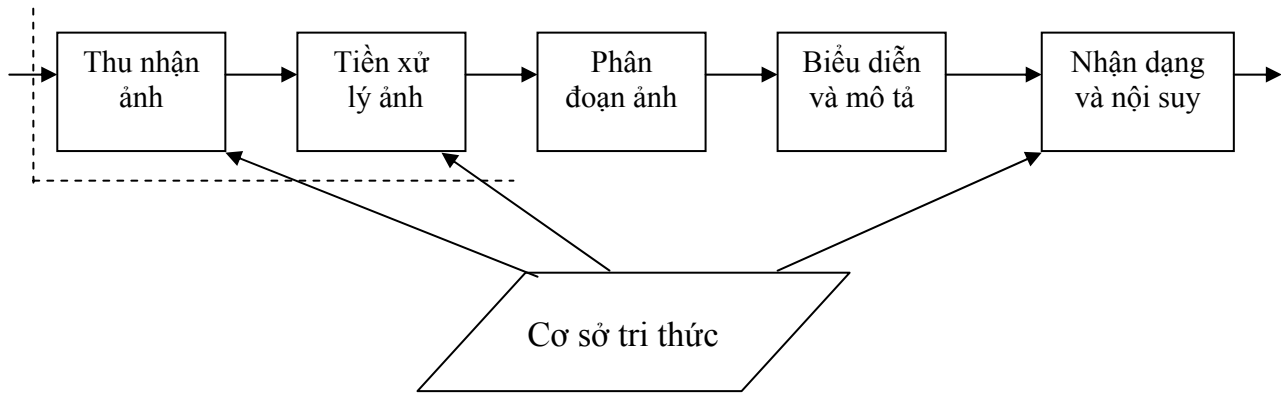 Thu nhận
ảnh
Tiền xử
lý ảnh
Phân
đoạn ảnh
Biểu diễn
và mô tả
Nhận dạng
và nội suy
Cơ sở tri thức